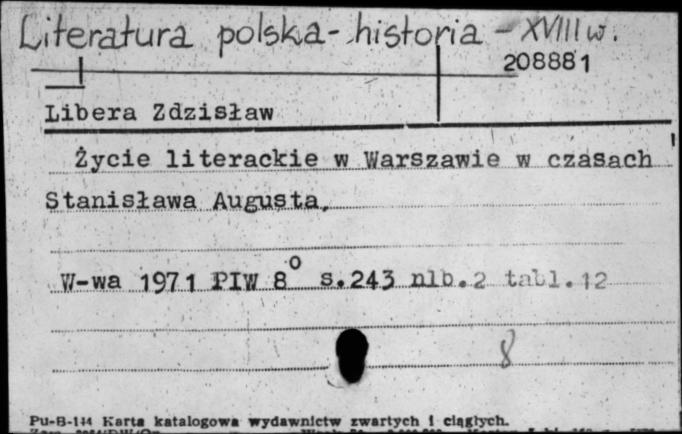 Literatura polska - historia - XVIII w.
208881
Libera Zdzisław
Życie literackie w Warszawie w czasach
Stanisława Augusta.
W-wa 1971 PIW 8° s.243 nlb.2 tabl.12
8
Pu-B-144 Karta katalogowa wydawnictw zwartych i ciągłych.